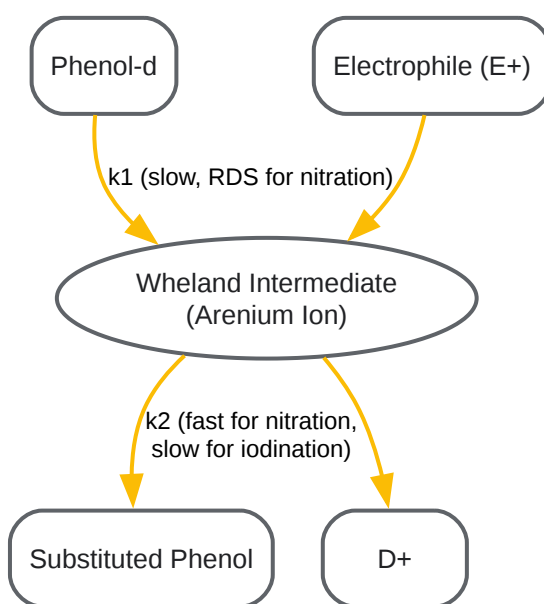 Phenol-d
Electrophile (E+)
k1 (slow, RDS for nitration)
Wheland Intermediate
(Arenium Ion)
k2 (fast for nitration,
slow for iodination)
Substituted Phenol
D+